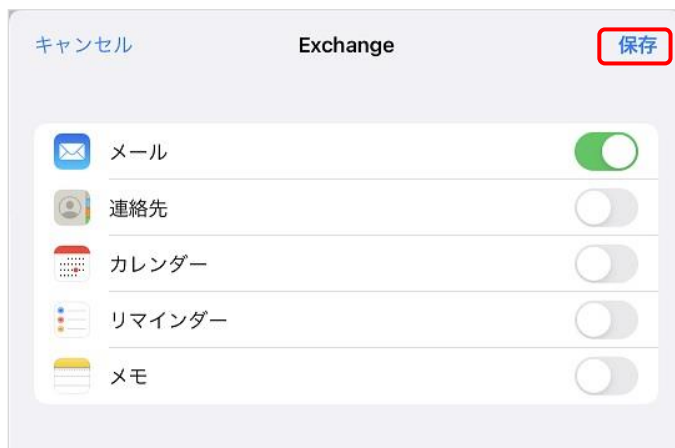 キャンセル Exchange 保存
メール
連絡先
カレンダー
リマインダー
メモ